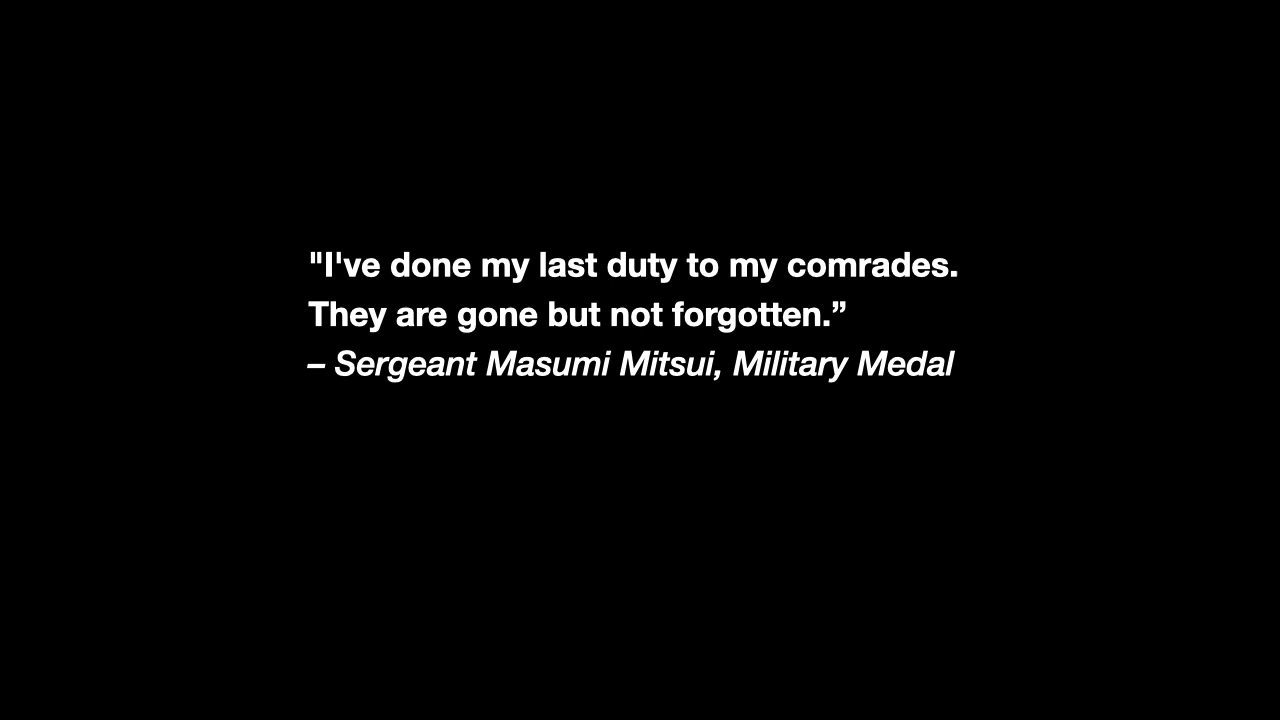 "I've done my last duty to my comrades.
They are gone but not forgotten.”
– Sergeant Masumi Mitsui, Military Medal